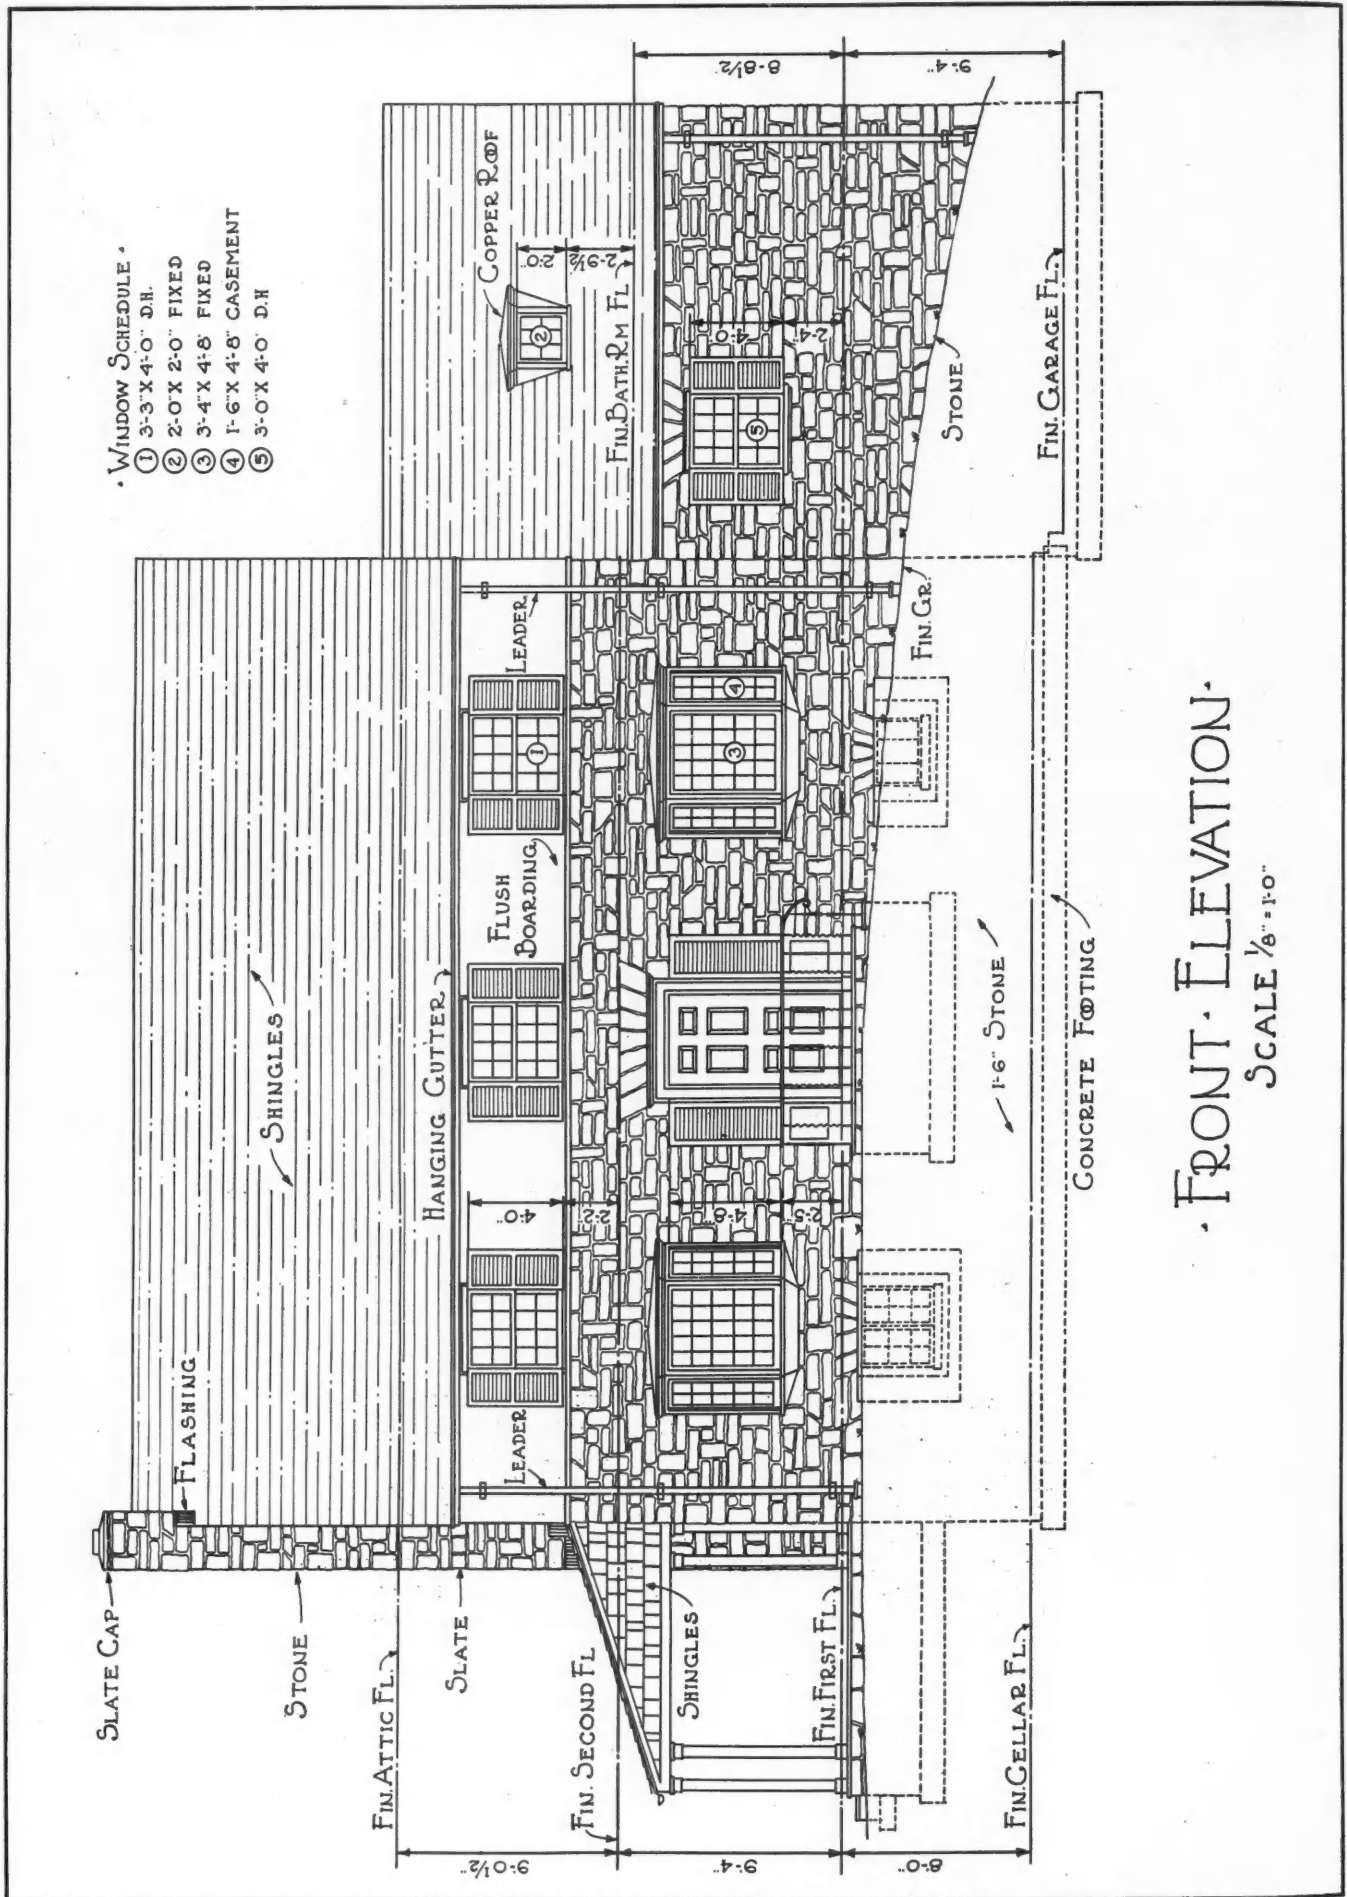 · WINDOW SCHEDULE ·
① 3'-3" X 4'-0" D.H.
② 2'-0" X 2'-0" FIXED
③ 3'-4" X 4'-8" FIXED
④ 1'-6" X 4'-8" CASEMENT
⑤ 3'-0" X 4'-0" D.H
SLATE CAP
FLASHING
SHINGLES
STONE
FIN. ATTIC FL.
HANGING GUTTER
COPPER ROOF
②
2'-0"
2'-9½"
FIN. BATH. RM FL.
SLATE
LEADER
4'-0"
FLUSH
BOARDING
①
LEADER
9'-0½"
FIN. SECOND FL
2'-2"
8'-8½"
SHINGLES
4'-8"
2'-5"
③
④
⑤
4'-0"
2'-4"
9'-4"
FIN. FIRST FL.
FIN. GR.
STONE
9'-4"
8'-0"
FIN. CELLAR FL.
1'-6" STONE
FIN. GARAGE FL.
CONCRETE FOOTING
· FRONT · ELEVATION ·
SCALE ⅛" = 1'-0"